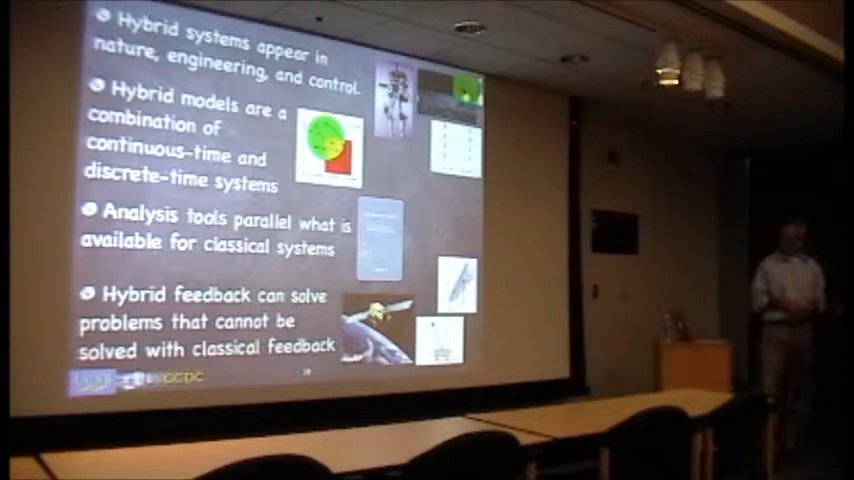 Hybrid systems appear in
nature, engineering, and control.
Hybrid models are a
combination of
continuous-time and
discrete-time systems
Analysis tools parallel what is
available for classical systems
Hybrid feedback can solve
problems that cannot be
solved with classical feedback
CCDC